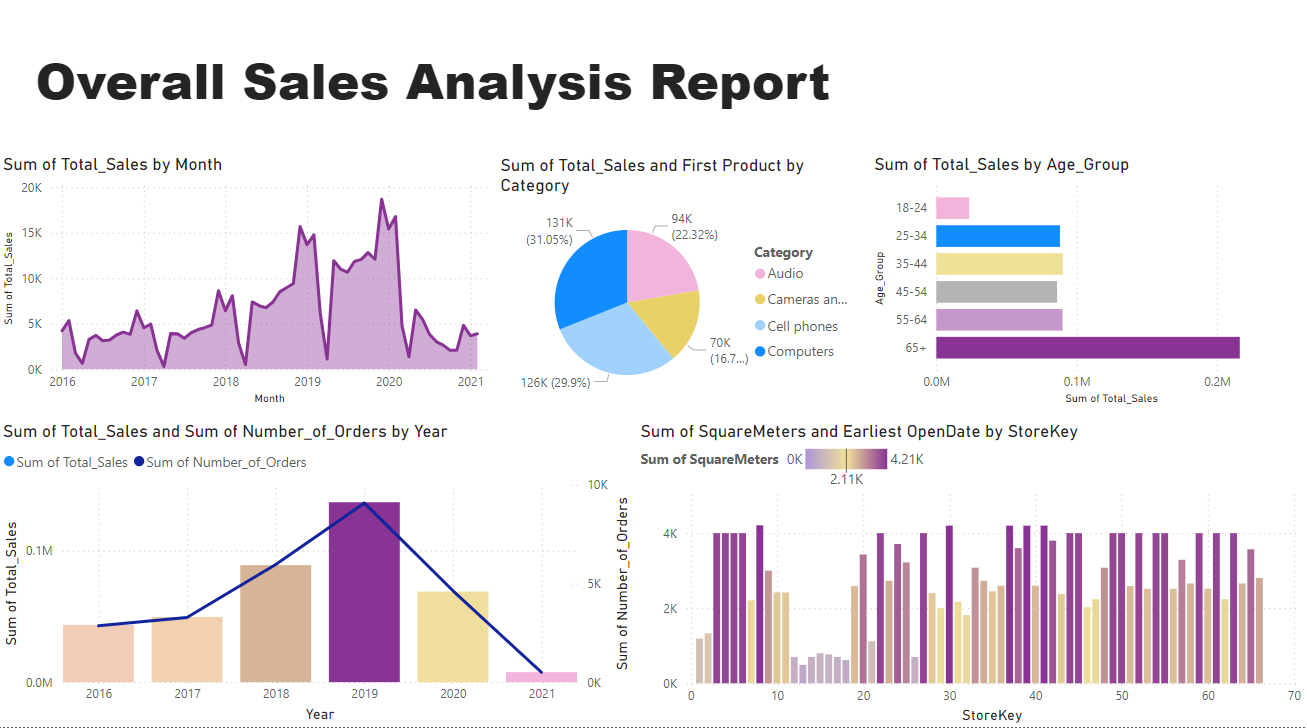 Overall Sales Analysis Report
Sum of Total_Sales by Month
Sum of Total_Sales
20K
15K
10K
5K
0K
2016 2017 2018 2019 2020 2021
Month
Sum of Total_Sales and First Product by
Category
131K
(31.05%)
94K
(22.32%)
70K
(16.7...)
126K (29.9%)
Category
Audio
Cameras an...
Cell phones
Computers
Sum of Total_Sales by Age_Group
Age_Group
18-24
25-34
35-44
45-54
55-64
65+
0.0M 0.1M 0.2M
Sum of Total_Sales
Sum of Total_Sales and Sum of Number_of_Orders by Year
Sum of Total_Sales Sum of Number_of_Orders
Sum of Total_Sales
0.1M
0.0M
10K
5K
0K
Sum of Number_of_Orders
2016 2017 2018 2019 2020 2021
Year
Sum of SquareMeters and Earliest OpenDate by StoreKey
Sum of SquareMeters 0K 4.21K
2.11K
4K
2K
0K
0 10 20 30 40 50 60 70
StoreKey